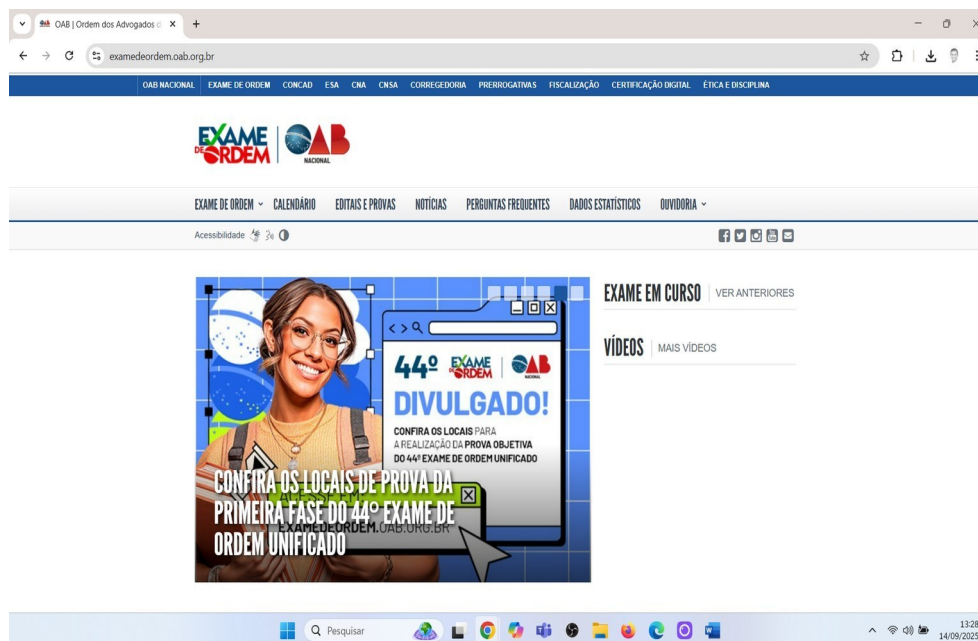 OAB | Ordem dos Advogados d
examedeordem.oab.org.br
OAB NACIONAL EXAME DE ORDEM CONCAD ESA CNA CNSA CORREGEDORIA PRERROGATIVAS FISCALIZAÇÃO CERTIFICAÇÃO DIGITAL ÉTICA E DISCIPLINA
EXAME DE ORDEM OAB NACIONAL
EXAME DE ORDEM CALENDÁRIO EDITAIS E PROVAS NOTÍCIAS PERGUNTAS FREQUENTES DADOS ESTATÍSTICOS OUVIDORIA
Acessibilidade
EXAME EM CURSO VER ANTERIORES
VÍDEOS MAIS VÍDEOS
44º EXAME DE ORDEM OAB NACIONAL
DIVULGADO!
CONFIRA OS LOCAIS PARA
A REALIZAÇÃO DA PROVA OBJETIVA
DO 44º EXAME DE ORDEM UNIFICADO
ACESSE EM:
EXAMEDEORDEM.OAB.ORG.BR
CONFIRA OS LOCAIS DE PROVA DA
PRIMEIRA FASE DO 44º EXAME DE
ORDEM UNIFICADO
Pesquisar
13:28